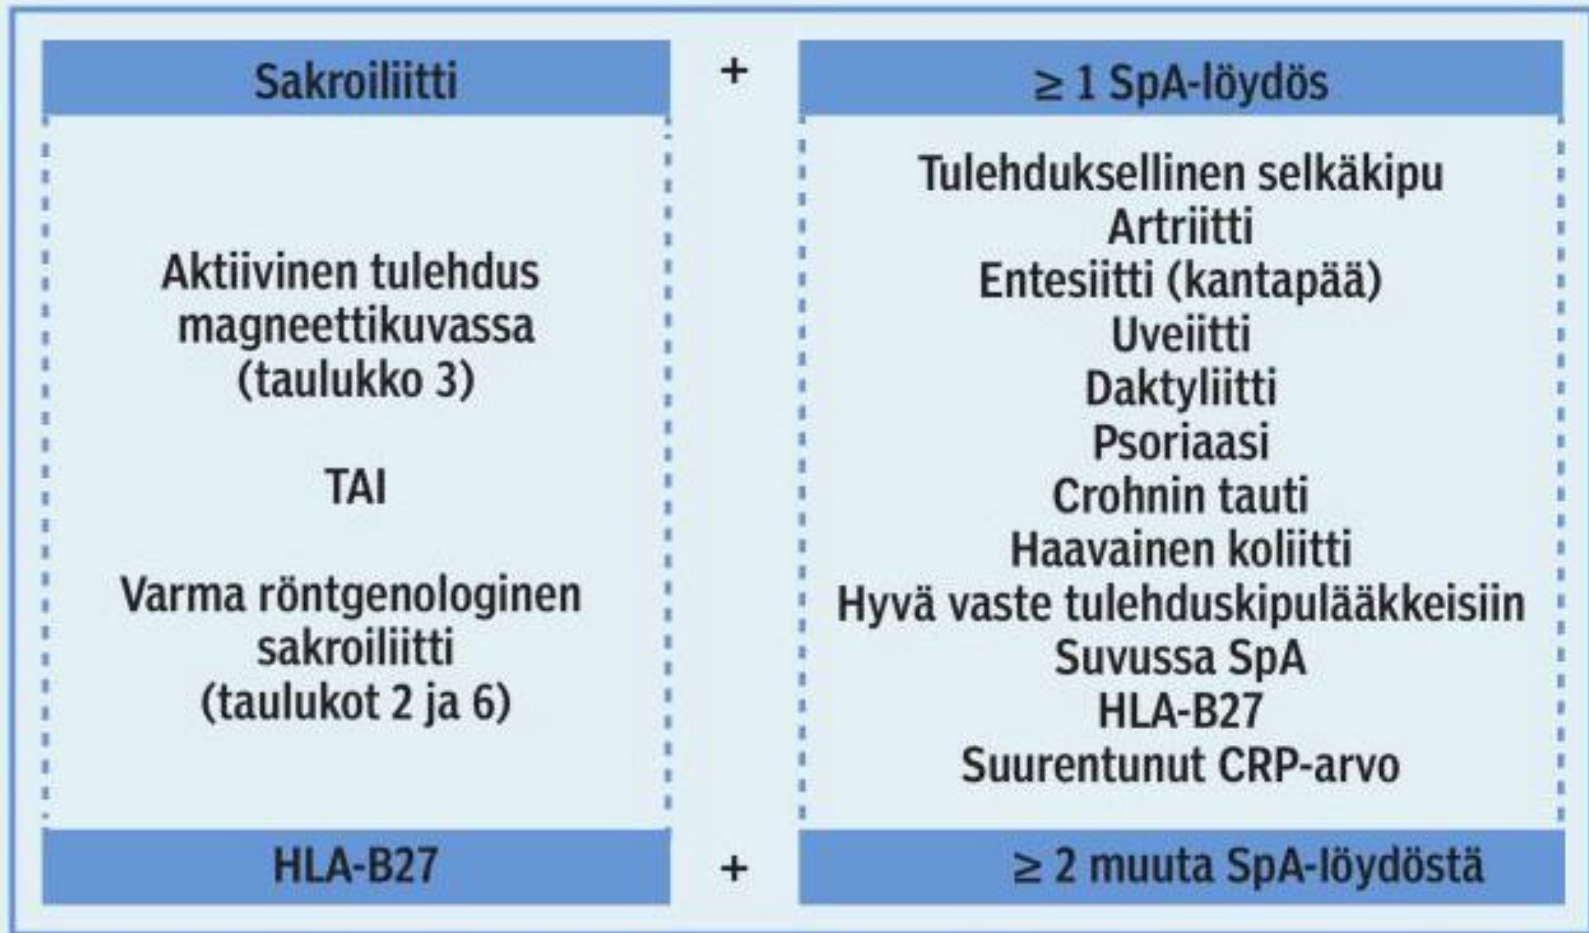 Sakroiliitti
+
≥ 1 SpA-löydös
Aktiivinen tulehdus
magneettikuvassa
(taulukko 3)
TAI
Varma röntgenologinen
sakroiliitti
(taulukot 2 ja 6)
Tulehduksellinen selkäkipu
Artriitti
Entesiitti (kantapää)
Uveiitti
Daktyliitti
Psoriaasi
Crohnin tauti
Haavainen koliitti
Hyvä vaste tulehduskipulääkkeisiin
Suvussa SpA
HLA-B27
Suurentunut CRP-arvo
HLA-B27
+
≥ 2 muuta SpA-löydöstä